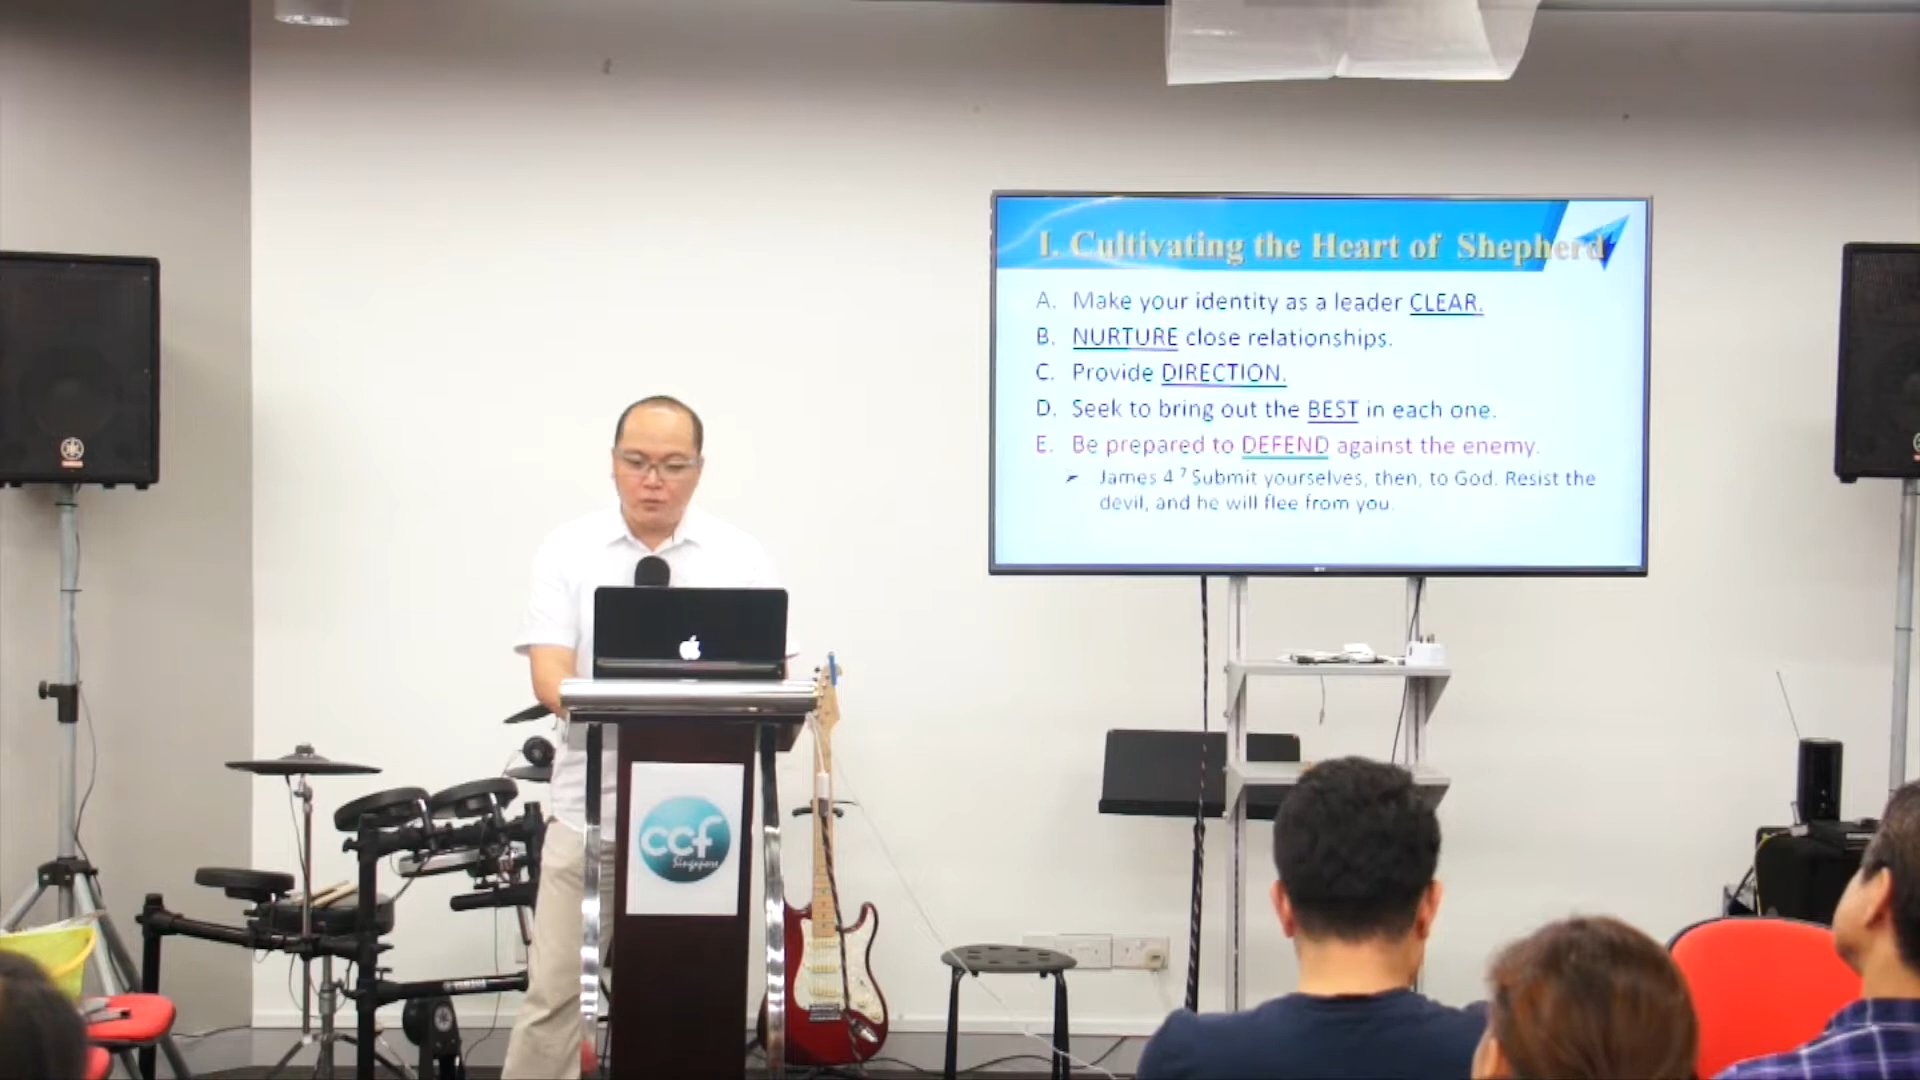 I. Cultivating the Heart of Shepherd
A. Make your identity as a leader CLEAR.
B. NURTURE close relationships.
C. Provide DIRECTION.
D. Seek to bring out the BEST in each one.
E. Be prepared to DEFEND against the enemy.
➢ James 4 7 Submit yourselves, then, to God. Resist the
devil, and he will flee from you.
ccf
Singapore
YAMAHA